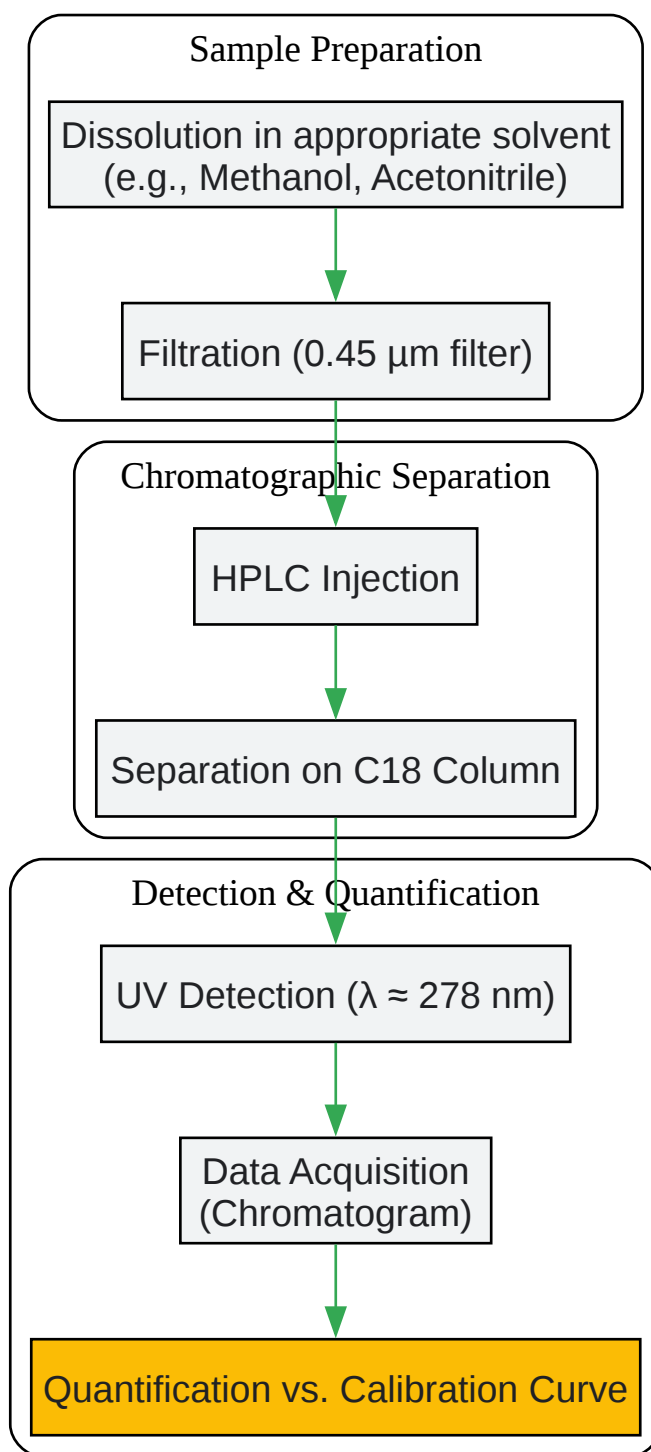 Sample Preparation
Dissolution in appropriate solvent
(e.g., Methanol, Acetonitrile)
Filtration (0.45 µm filter)
Chromatographic Separation
HPLC Injection
Separation on C18 Column
Detection & Quantification
UV Detection (λ ≈ 278 nm)
Data Acquisition
(Chromatogram)
Quantification vs. Calibration Curve